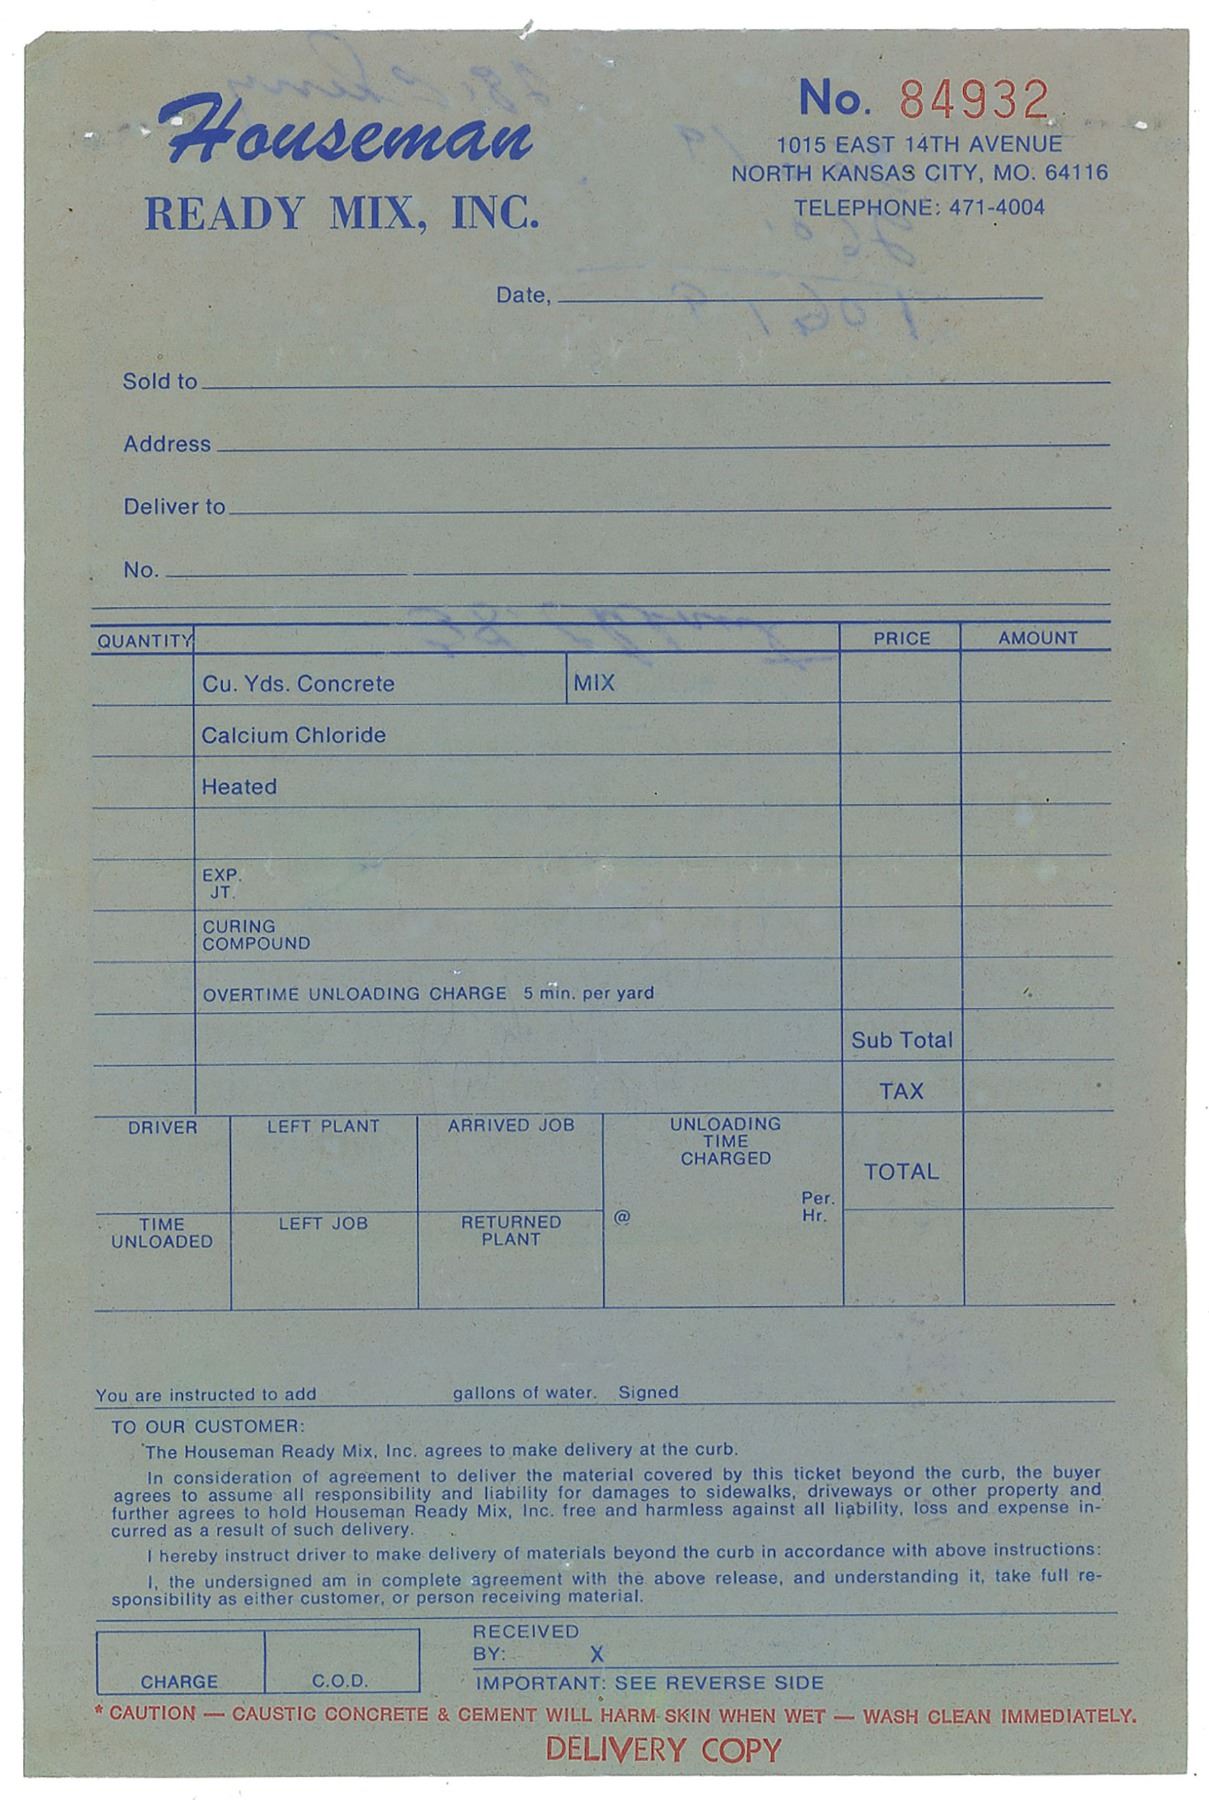 Houseman
READY MIX, INC.
No. 84932
1015 EAST 14TH AVENUE
NORTH KANSAS CITY, MO. 64116
TELEPHONE: 471-4004
Date,
Sold to
Address
Deliver to
No.
QUANTITY PRICE AMOUNT
Cu. Yds. Concrete MIX
Calcium Chloride
Heated
EXP.
JT.
CURING
COMPOUND
OVERTIME UNLOADING CHARGE 5 min. per yard
Sub Total
TAX
DRIVER LEFT PLANT ARRIVED JOB UNLOADING
TIME
CHARGED
TOTAL
Per.
@ Hr.
TIME LEFT JOB RETURNED
UNLOADED PLANT
You are instructed to add gallons of water. Signed
TO OUR CUSTOMER:
The Houseman Ready Mix, Inc. agrees to make delivery at the curb.
In consideration of agreement to deliver the material covered by this ticket beyond the curb, the buyer
agrees to assume all responsibility and liability for damages to sidewalks, driveways or other property and
further agrees to hold Houseman Ready Mix, Inc. free and harmless against all liability, loss and expense in-
curred as a result of such delivery.
I hereby instruct driver to make delivery of materials beyond the curb in accordance with above instructions:
I, the undersigned am in complete agreement with the above release, and understanding it, take full re-
sponsibility as either customer, or person receiving material.
RECEIVED
BY: X
CHARGE C.O.D. IMPORTANT: SEE REVERSE SIDE
* CAUTION — CAUSTIC CONCRETE & CEMENT WILL HARM SKIN WHEN WET — WASH CLEAN IMMEDIATELY.
DELIVERY COPY